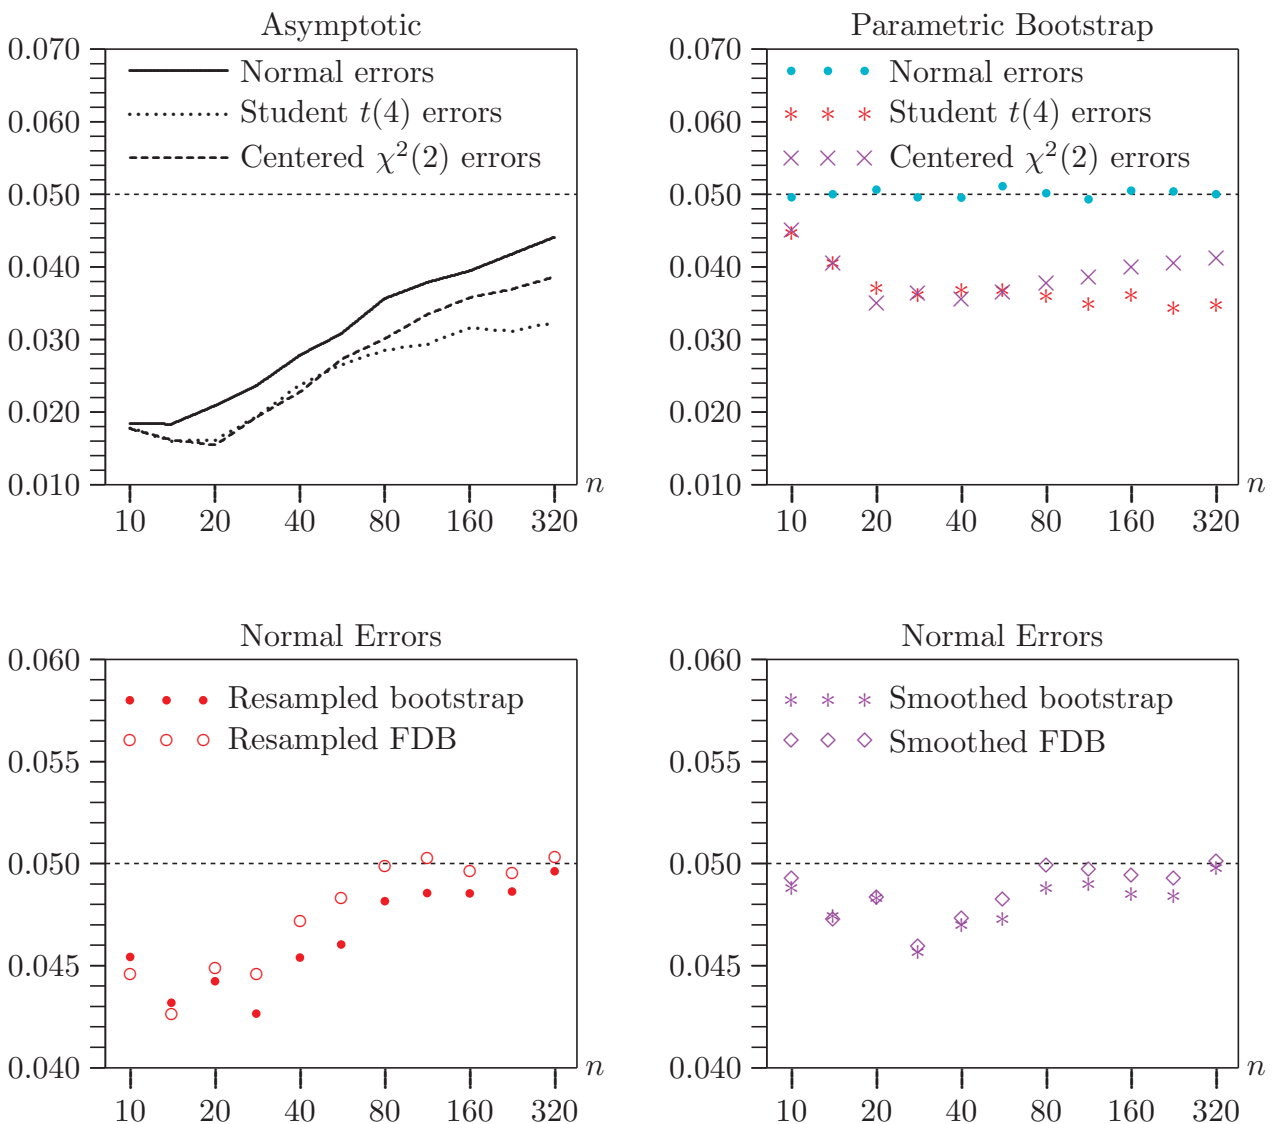 Asymptotic
0.070
0.060
0.050
0.040
0.030
0.020
0.010
Normal errors
Student t(4) errors
Centered χ²(2) errors
10 20 40 80 160 320
n
Parametric Bootstrap
0.070
0.060
0.050
0.040
0.030
0.020
0.010
Normal errors
Student t(4) errors
Centered χ²(2) errors
10 20 40 80 160 320
n
Normal Errors
0.060
0.055
0.050
0.045
0.040
Resampled bootstrap
Resampled FDB
10 20 40 80 160 320
n
Normal Errors
0.060
0.055
0.050
0.045
0.040
Smoothed bootstrap
Smoothed FDB
10 20 40 80 160 320
n